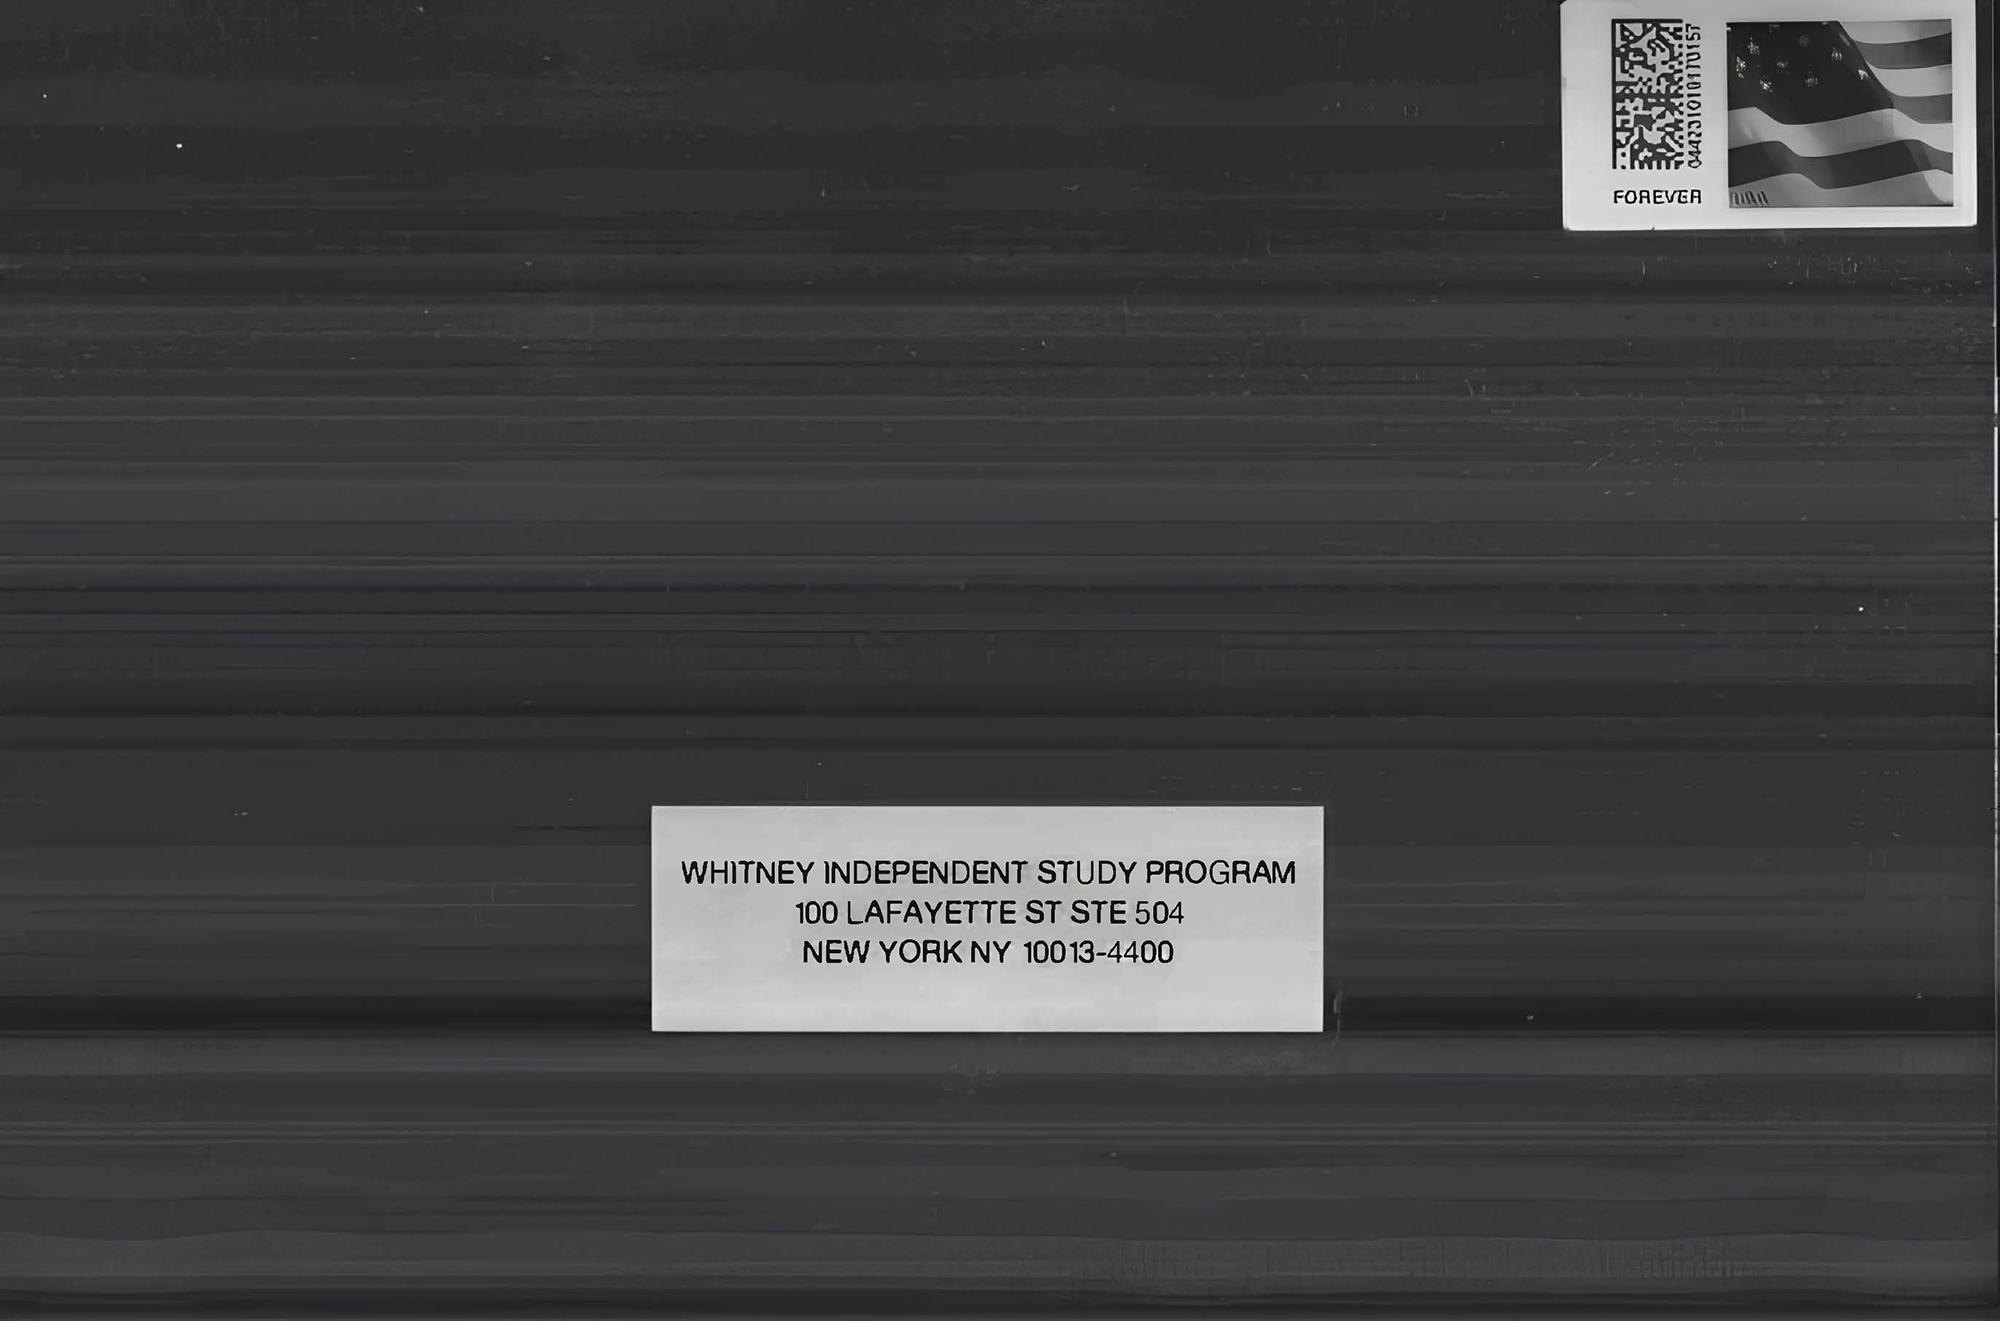 FOREVER
WHITNEY INDEPENDENT STUDY PROGRAM
100 LAFAYETTE ST STE 504
NEW YORK NY 10013-4400